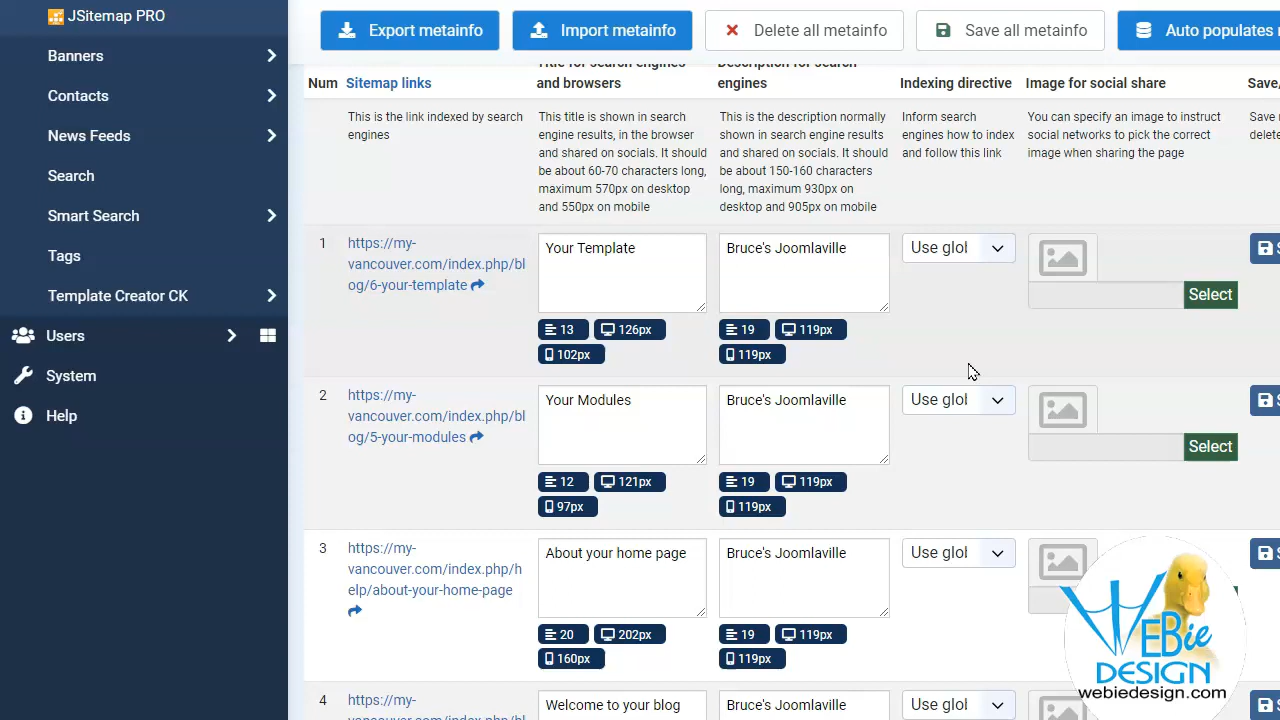 JSitemap PRO
Banners
Contacts
News Feeds
Search
Smart Search
Tags
Template Creator CK
Users
System
Help
Export metainfo
Import metainfo
Delete all metainfo
Save all metainfo
Auto populates
Num
Sitemap links
Title for search engines
and browsers
Description for search
engines
Indexing directive
Image for social share
Save,
This is the link indexed by search
engines
This title is shown in search
engine results, in the browser
and shared on socials. It should
be about 60-70 characters long,
maximum 570px on desktop
and 550px on mobile
This is the description normally
shown in search engine results
and shared on socials. It should
be about 150-160 characters
long, maximum 930px on
desktop and 905px on mobile
Inform search
engines how to index
and follow this link
You can specify an image to instruct
social networks to pick the correct
image when sharing the page
Save
delete
1
https://my-
vancouver.com/index.php/bl
og/6-your-template
Your Template
13
126px
102px
Bruce's Joomlaville
19
119px
119px
Use glol
Select
S
2
https://my-
vancouver.com/index.php/bl
og/5-your-modules
Your Modules
12
121px
97px
Bruce's Joomlaville
19
119px
119px
Use glol
Select
S
3
https://my-
vancouver.com/index.php/h
elp/about-your-home-page
About your home page
20
202px
160px
Bruce's Joomlaville
19
119px
119px
Use glol
S
4
https://my-
vancouver.com/index.php/bl
Welcome to your blog
Bruce's Joomlaville
Use glol
S
WEBie
DESIGN
webiedesign.com